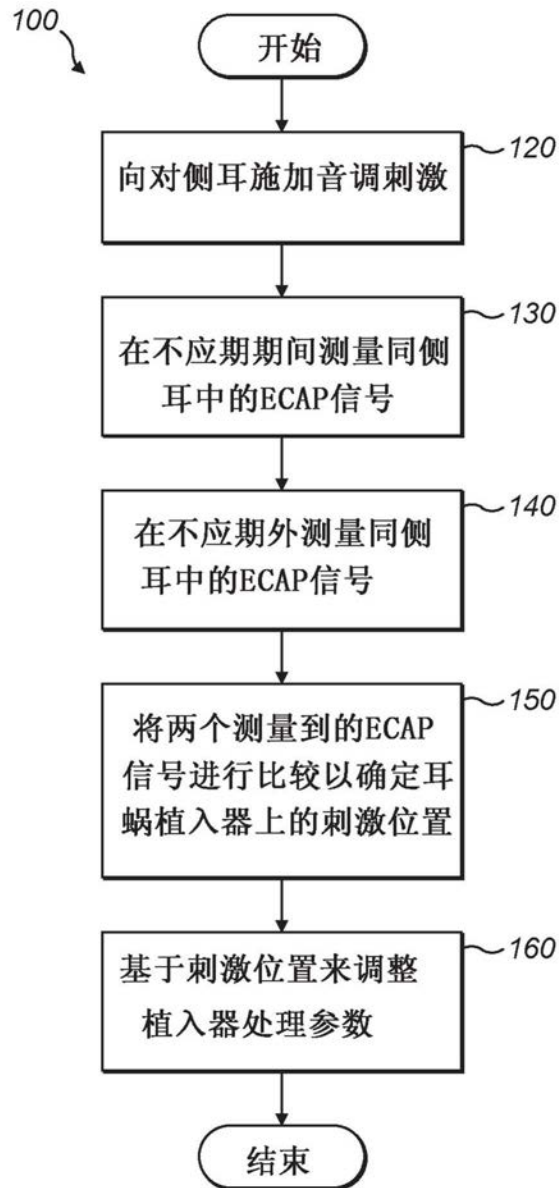 100
开始
120
向对侧耳施加音调刺激
130
在不应期期间测量同侧
耳中的ECAP信号
140
在不应期外测量同侧
耳中的ECAP信号
150
将两个测量到的ECAP
信号进行比较以确定耳
蜗植入器上的刺激位置
160
基于刺激位置来调整
植入器处理参数
结束